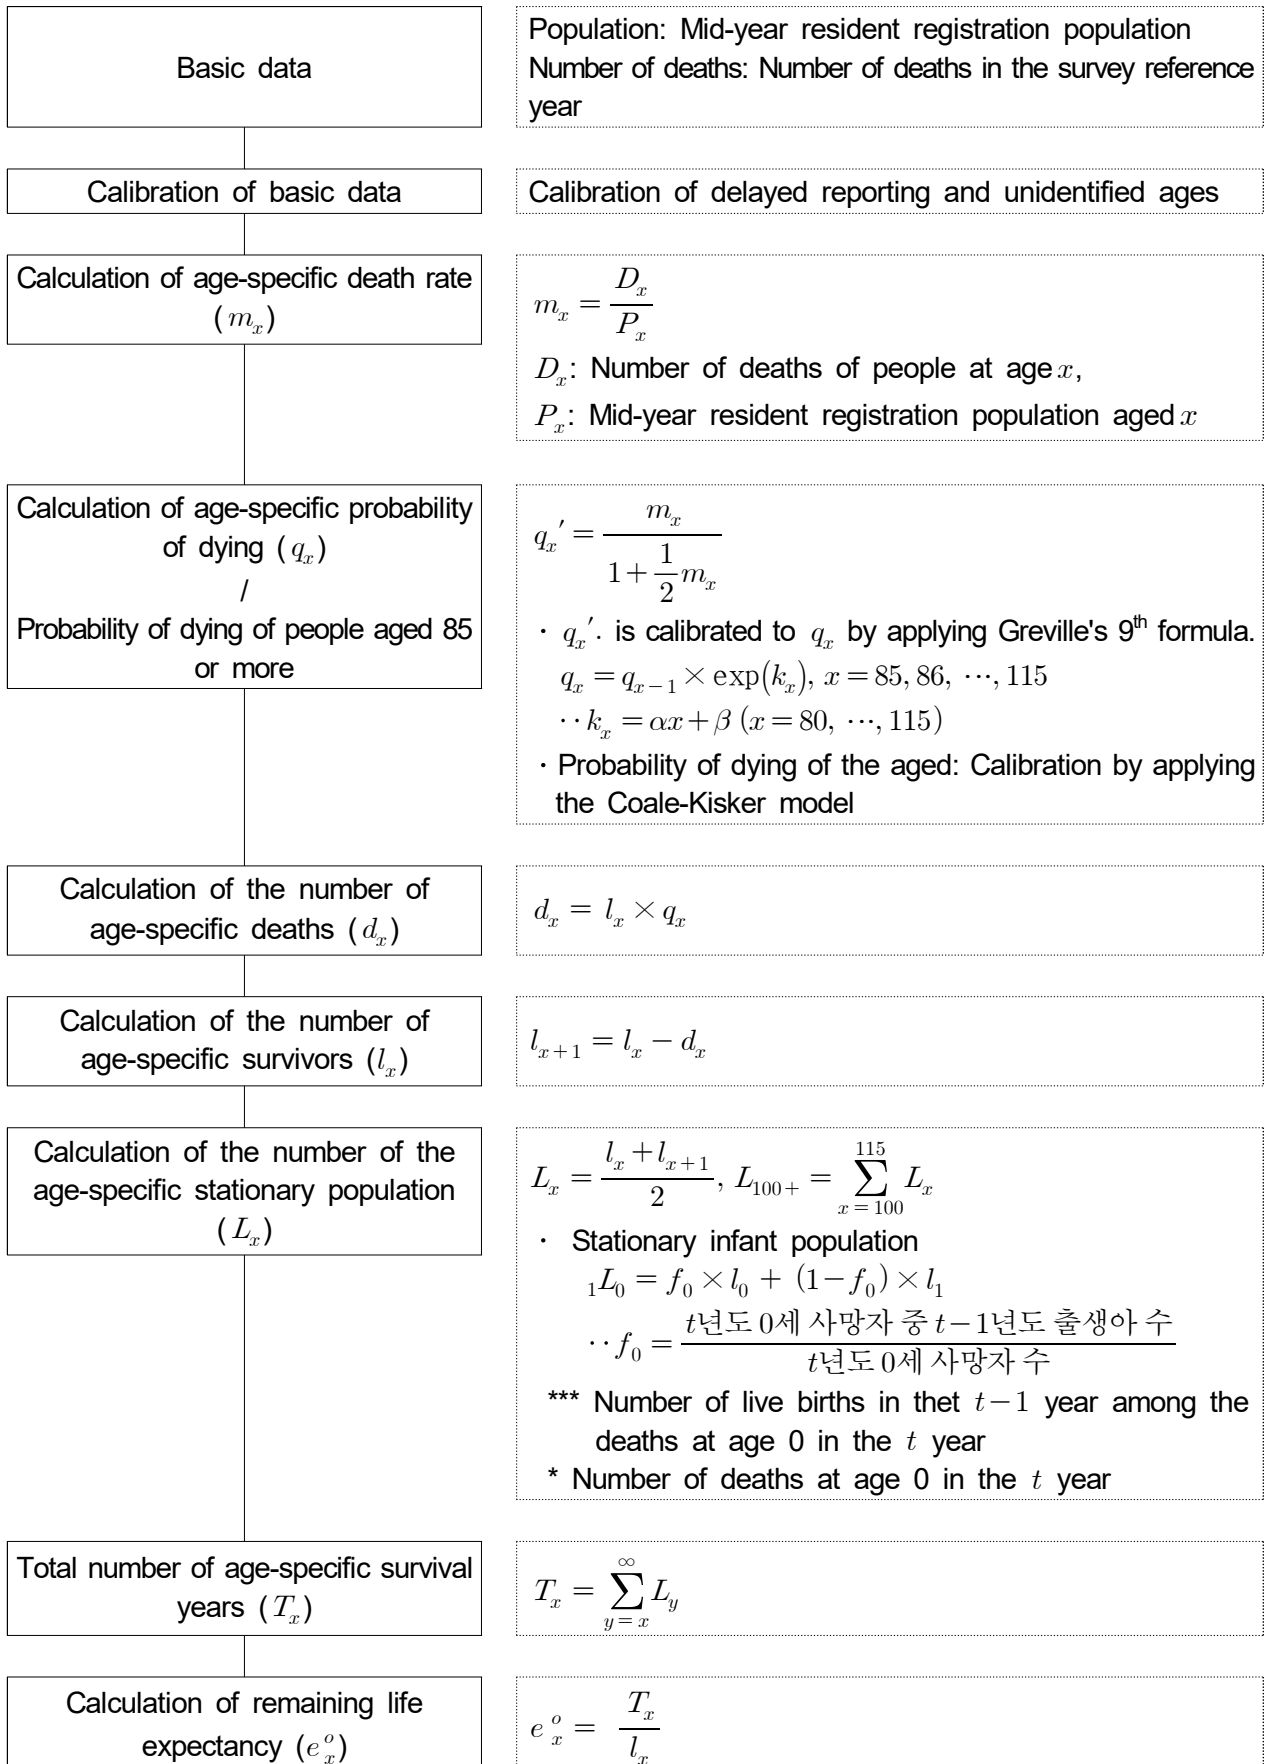 Basic data
Population: Mid-year resident registration population
Number of deaths: Number of deaths in the survey reference
year
Calibration of basic data
Calibration of delayed reporting and unidentified ages
Calculation of age-specific death rate
( m_x)
m_x = D_x / P_x
D_x: Number of deaths of people at age x,
P_x: Mid-year resident registration population aged x
Calculation of age-specific probability
of dying ( q_x)
/
Probability of dying of people aged 85
or more
q_x′ = m_x / (1 + 1/2 m_x)
· q_x′. is calibrated to q_x by applying Greville's 9th formula.
q_x = q_{x−1} × exp(k_x), x = 85, 86, ⋯, 115
·· k_x = αx + β (x = 80, ⋯, 115)
· Probability of dying of the aged: Calibration by applying
the Coale-Kisker model
Calculation of the number of
age-specific deaths ( d_x)
d_x = l_x × q_x
Calculation of the number of
age-specific survivors (l_x)
l_{x+1} = l_x − d_x
Calculation of the number of the
age-specific stationary population
( L_x)
L_x = (l_x + l_{x+1}) / 2, L_{100+} = ∑_{x=100}^{115} L_x
· Stationary infant population
_1L_0 = f_0 × l_0 + (1−f_0) × l_1
·· f_0 = t년도 0세 사망자 중 t−1년도 출생아 수 / t년도 0세 사망자 수
*** Number of live births in thet t−1 year among the
deaths at age 0 in the t year
* Number of deaths at age 0 in the t year
Total number of age-specific survival
years ( T_x)
T_x = ∑_{y=x}^{∞} L_y
Calculation of remaining life
expectancy (e_x^o)
e_x^o = T_x / l_x